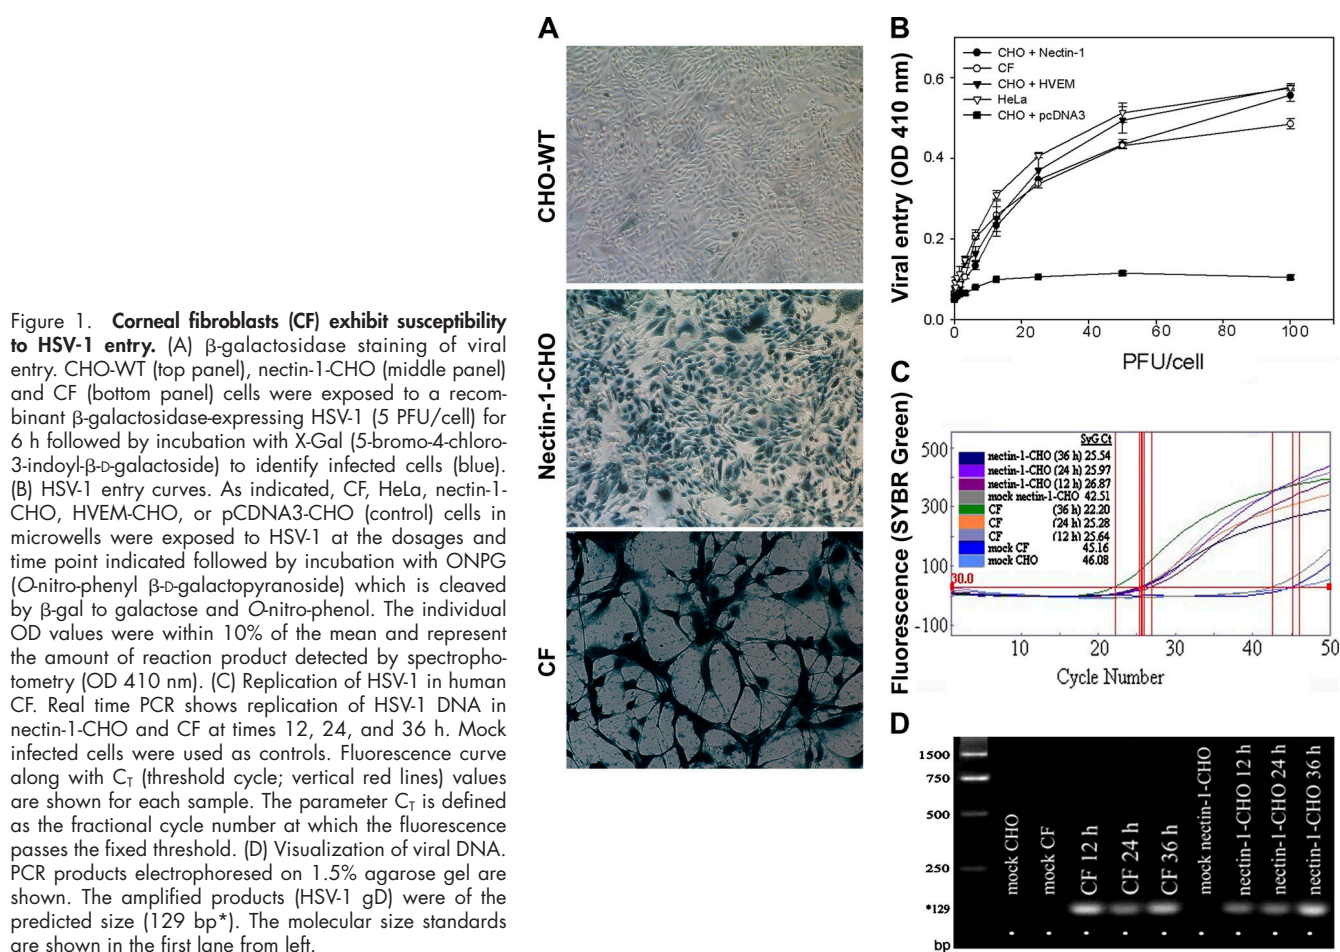 Figure 1. Corneal fibroblasts (CF) exhibit susceptibility
to HSV-1 entry. (A) β-galactosidase staining of viral
entry. CHO-WT (top panel), nectin-1-CHO (middle panel)
and CF (bottom panel) cells were exposed to a recom-
binant β-galactosidase-expressing HSV-1 (5 PFU/cell) for
6 h followed by incubation with X-Gal (5-bromo-4-chloro-
3-indoyl-β-D-galactoside) to identify infected cells (blue).
(B) HSV-1 entry curves. As indicated, CF, HeLa, nectin-1-
CHO, HVEM-CHO, or pCDNA3-CHO (control) cells in
microwells were exposed to HSV-1 at the dosages and
time point indicated followed by incubation with ONPG
(O-nitro-phenyl β-D-galactopyranoside) which is cleaved
by β-gal to galactose and O-nitro-phenol. The individual
OD values were within 10% of the mean and represent
the amount of reaction product detected by spectropho-
tometry (OD 410 nm). (C) Replication of HSV-1 in human
CF. Real time PCR shows replication of HSV-1 DNA in
nectin-1-CHO and CF at times 12, 24, and 36 h. Mock
infected cells were used as controls. Fluorescence curve
along with CT (threshold cycle; vertical red lines) values
are shown for each sample. The parameter CT is defined
as the fractional cycle number at which the fluorescence
passes the fixed threshold. (D) Visualization of viral DNA.
PCR products electrophoresed on 1.5% agarose gel are
shown. The amplified products (HSV-1 gD) were of the
predicted size (129 bp*). The molecular size standards
are shown in the first lane from left.
A
CHO-WT
Nectin-1-CHO
CF
B
Viral entry (OD 410 nm)
0.6
0.4
0.2
0.0
CHO + Nectin-1
CF
CHO + HVEM
HeLa
CHO + pcDNA3
0 20 40 60 80 100
PFU/cell
C
Fluorescence (SYBR Green)
500
300
100
-100
30.0
SyG Ct
nectin-1-CHO (36 h) 25.54
nectin-1-CHO (24 h) 25.97
nectin-1-CHO (12 h) 26.87
mock nectin-1-CHO 42.51
CF (36 h) 22.20
CF (24 h) 25.28
CF (12 h) 25.64
mock CF 45.16
mock CHO 46.08
10 20 30 40 50
Cycle Number
D
1500
750
500
250
*129
bp
mock CHO
mock CF
CF 12 h
CF 24 h
CF 36 h
mock nectin-1-CHO
nectin-1-CHO 12 h
nectin-1-CHO 24 h
nectin-1-CHO 36 h